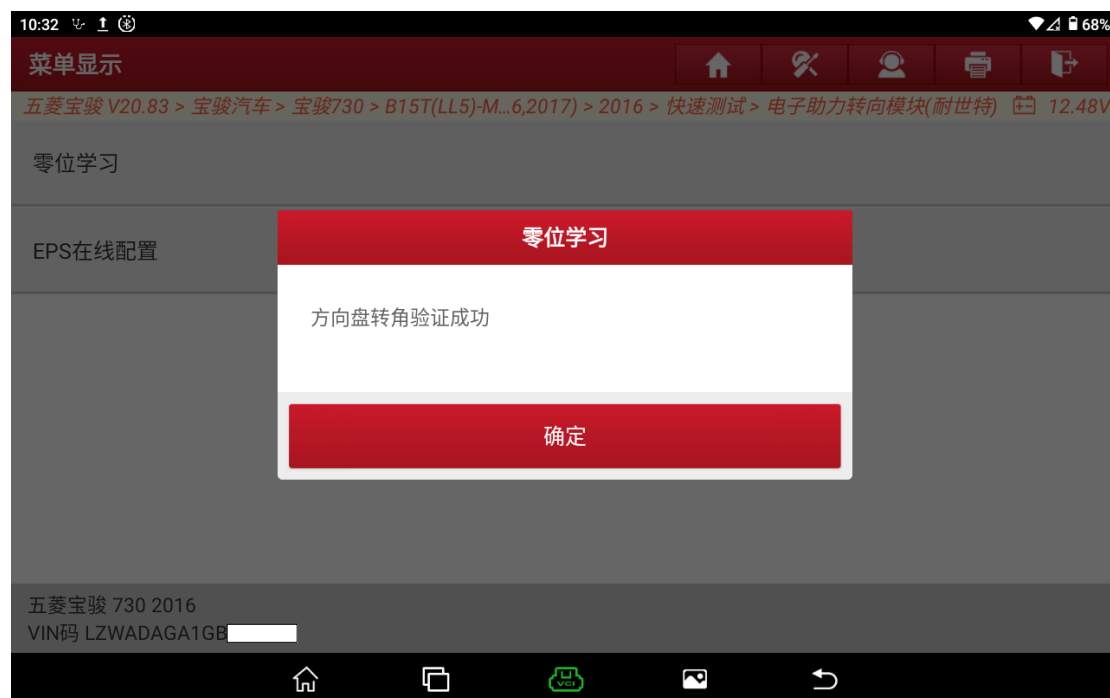 10:32 68%
菜单显示
五菱宝骏 V20.83 > 宝骏汽车 > 宝骏730 > B15T(LL5)-M...6,2017) > 2016 > 快速测试 > 电子助力转向模块(耐世特) 12.48V
零位学习
EPS在线配置
零位学习
方向盘转角验证成功
确定
五菱宝骏 730 2016
VIN码 LZWADAGA1GB
VCI